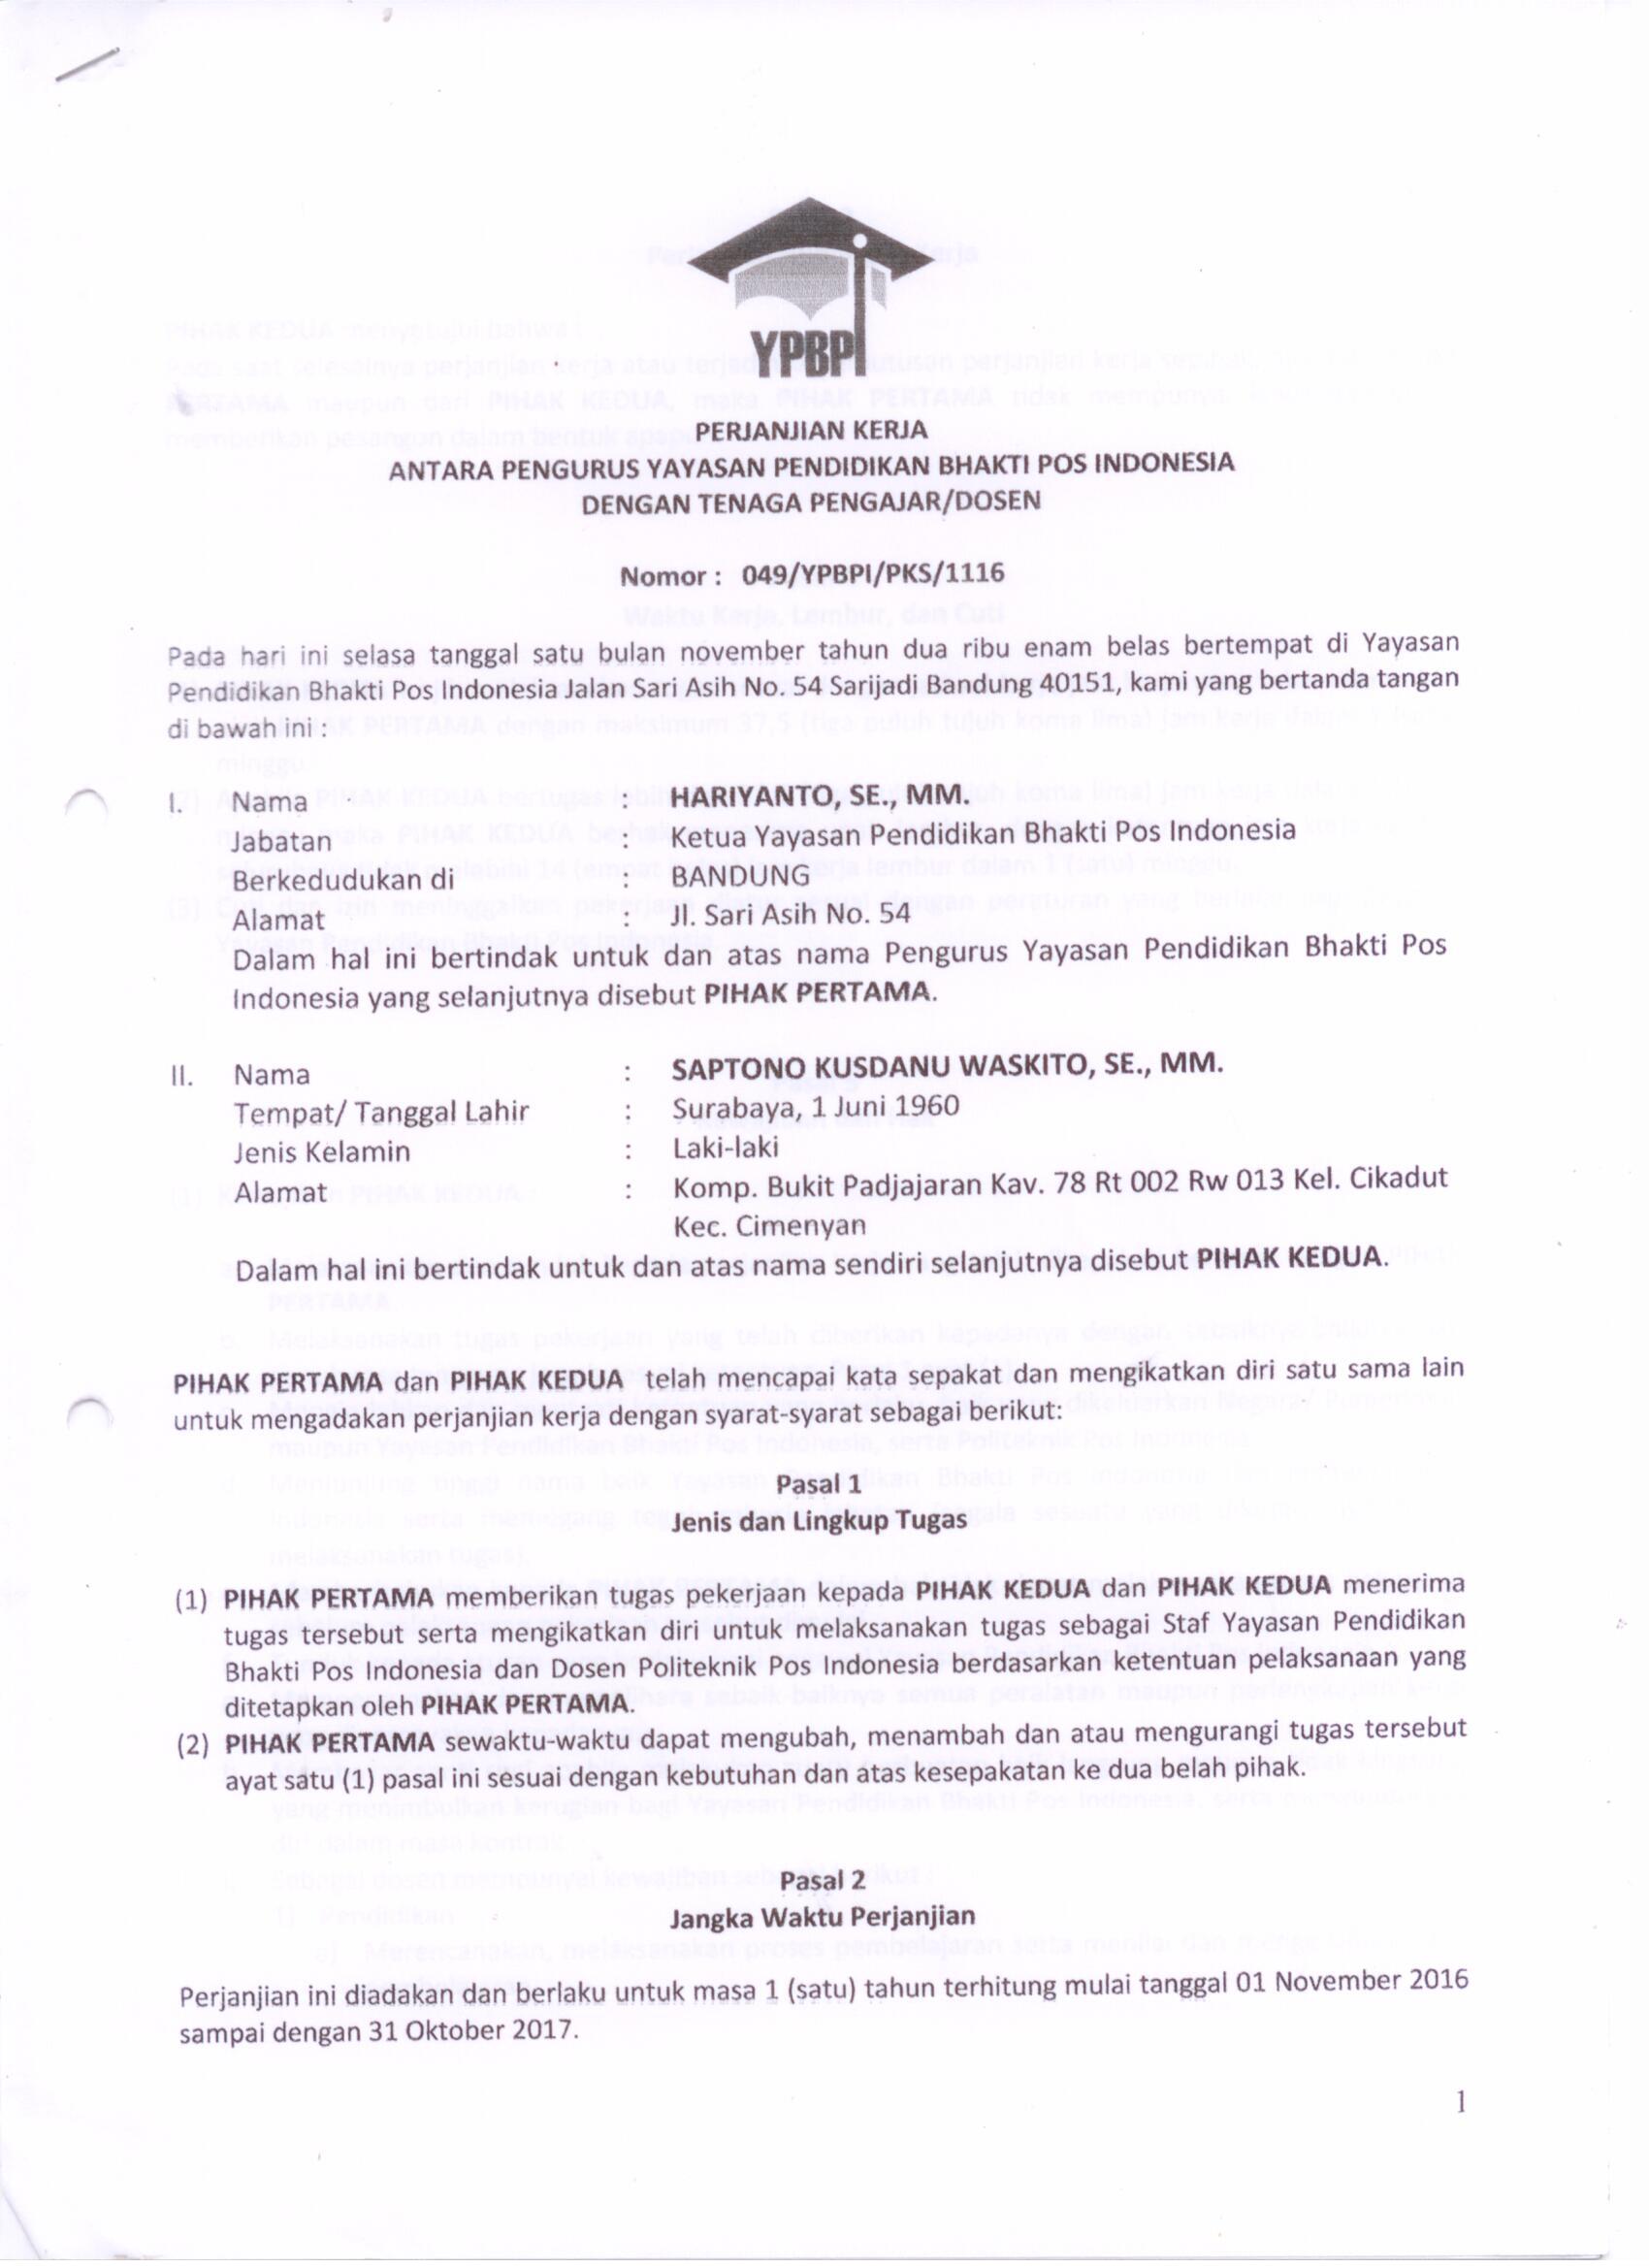 YPBPI
PERJANJIAN KERJA
ANTARA PENGURUS YAYASAN PENDIDIKAN BHAKTI POS INDONESIA
DENGAN TENAGA PENGAJAR/DOSEN
Nomor : 049/YPBPI/PKS/1116
Pada hari ini selasa tanggal satu bulan november tahun dua ribu enam belas bertempat di Yayasan
Pendidikan Bhakti Pos Indonesia Jalan Sari Asih No. 54 Sarijadi Bandung 40151, kami yang bertanda tangan
di bawah ini :
I. Nama : HARIYANTO, SE., MM.
Jabatan : Ketua Yayasan Pendidikan Bhakti Pos Indonesia
Berkedudukan di : BANDUNG
Alamat : Jl. Sari Asih No. 54
Dalam hal ini bertindak untuk dan atas nama Pengurus Yayasan Pendidikan Bhakti Pos
Indonesia yang selanjutnya disebut PIHAK PERTAMA.
II. Nama : SAPTONO KUSDANU WASKITO, SE., MM.
Tempat/ Tanggal Lahir : Surabaya, 1 Juni 1960
Jenis Kelamin : Laki-laki
Alamat : Komp. Bukit Padjajaran Kav. 78 Rt 002 Rw 013 Kel. Cikadut
Kec. Cimenyan
Dalam hal ini bertindak untuk dan atas nama sendiri selanjutnya disebut PIHAK KEDUA.
PIHAK PERTAMA dan PIHAK KEDUA telah mencapai kata sepakat dan mengikatkan diri satu sama lain
untuk mengadakan perjanjian kerja dengan syarat-syarat sebagai berikut:
Pasal 1
Jenis dan Lingkup Tugas
(1) PIHAK PERTAMA memberikan tugas pekerjaan kepada PIHAK KEDUA dan PIHAK KEDUA menerima
tugas tersebut serta mengikatkan diri untuk melaksanakan tugas sebagai Staf Yayasan Pendidikan
Bhakti Pos Indonesia dan Dosen Politeknik Pos Indonesia berdasarkan ketentuan pelaksanaan yang
ditetapkan oleh PIHAK PERTAMA.
(2) PIHAK PERTAMA sewaktu-waktu dapat mengubah, menambah dan atau mengurangi tugas tersebut
ayat satu (1) pasal ini sesuai dengan kebutuhan dan atas kesepakatan ke dua belah pihak.
Pasal 2
Jangka Waktu Perjanjian
Perjanjian ini diadakan dan berlaku untuk masa 1 (satu) tahun terhitung mulai tanggal 01 November 2016
sampai dengan 31 Oktober 2017.
1